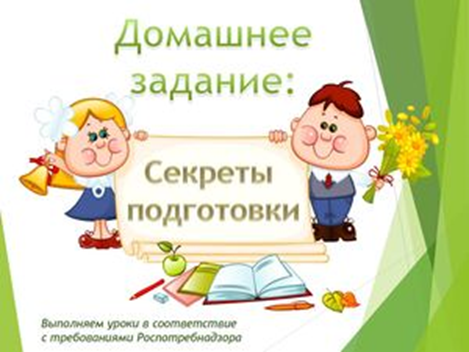 Домашнее
задание:
Секреты
подготовки
Выполняем уроки в соответствие
с требованиями Роспотребнадзора